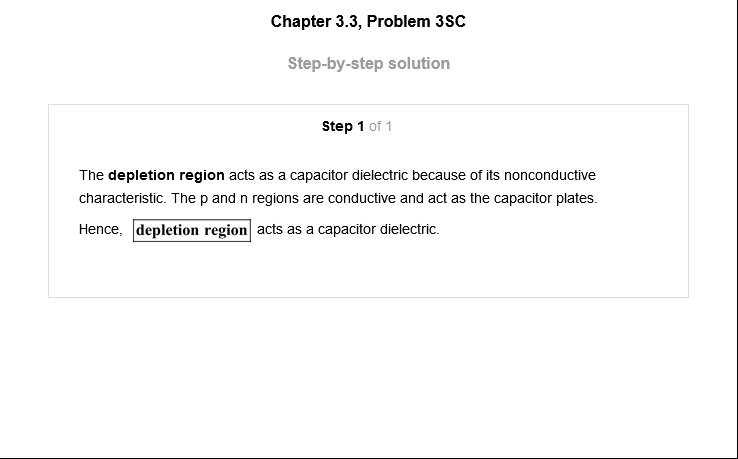 Chapter 3.3, Problem 3SC
Step-by-step solution
Step 1 of 1
The depletion region acts as a capacitor dielectric because of its nonconductive
characteristic. The p and n regions are conductive and act as the capacitor plates.
Hence, depletion region acts as a capacitor dielectric.